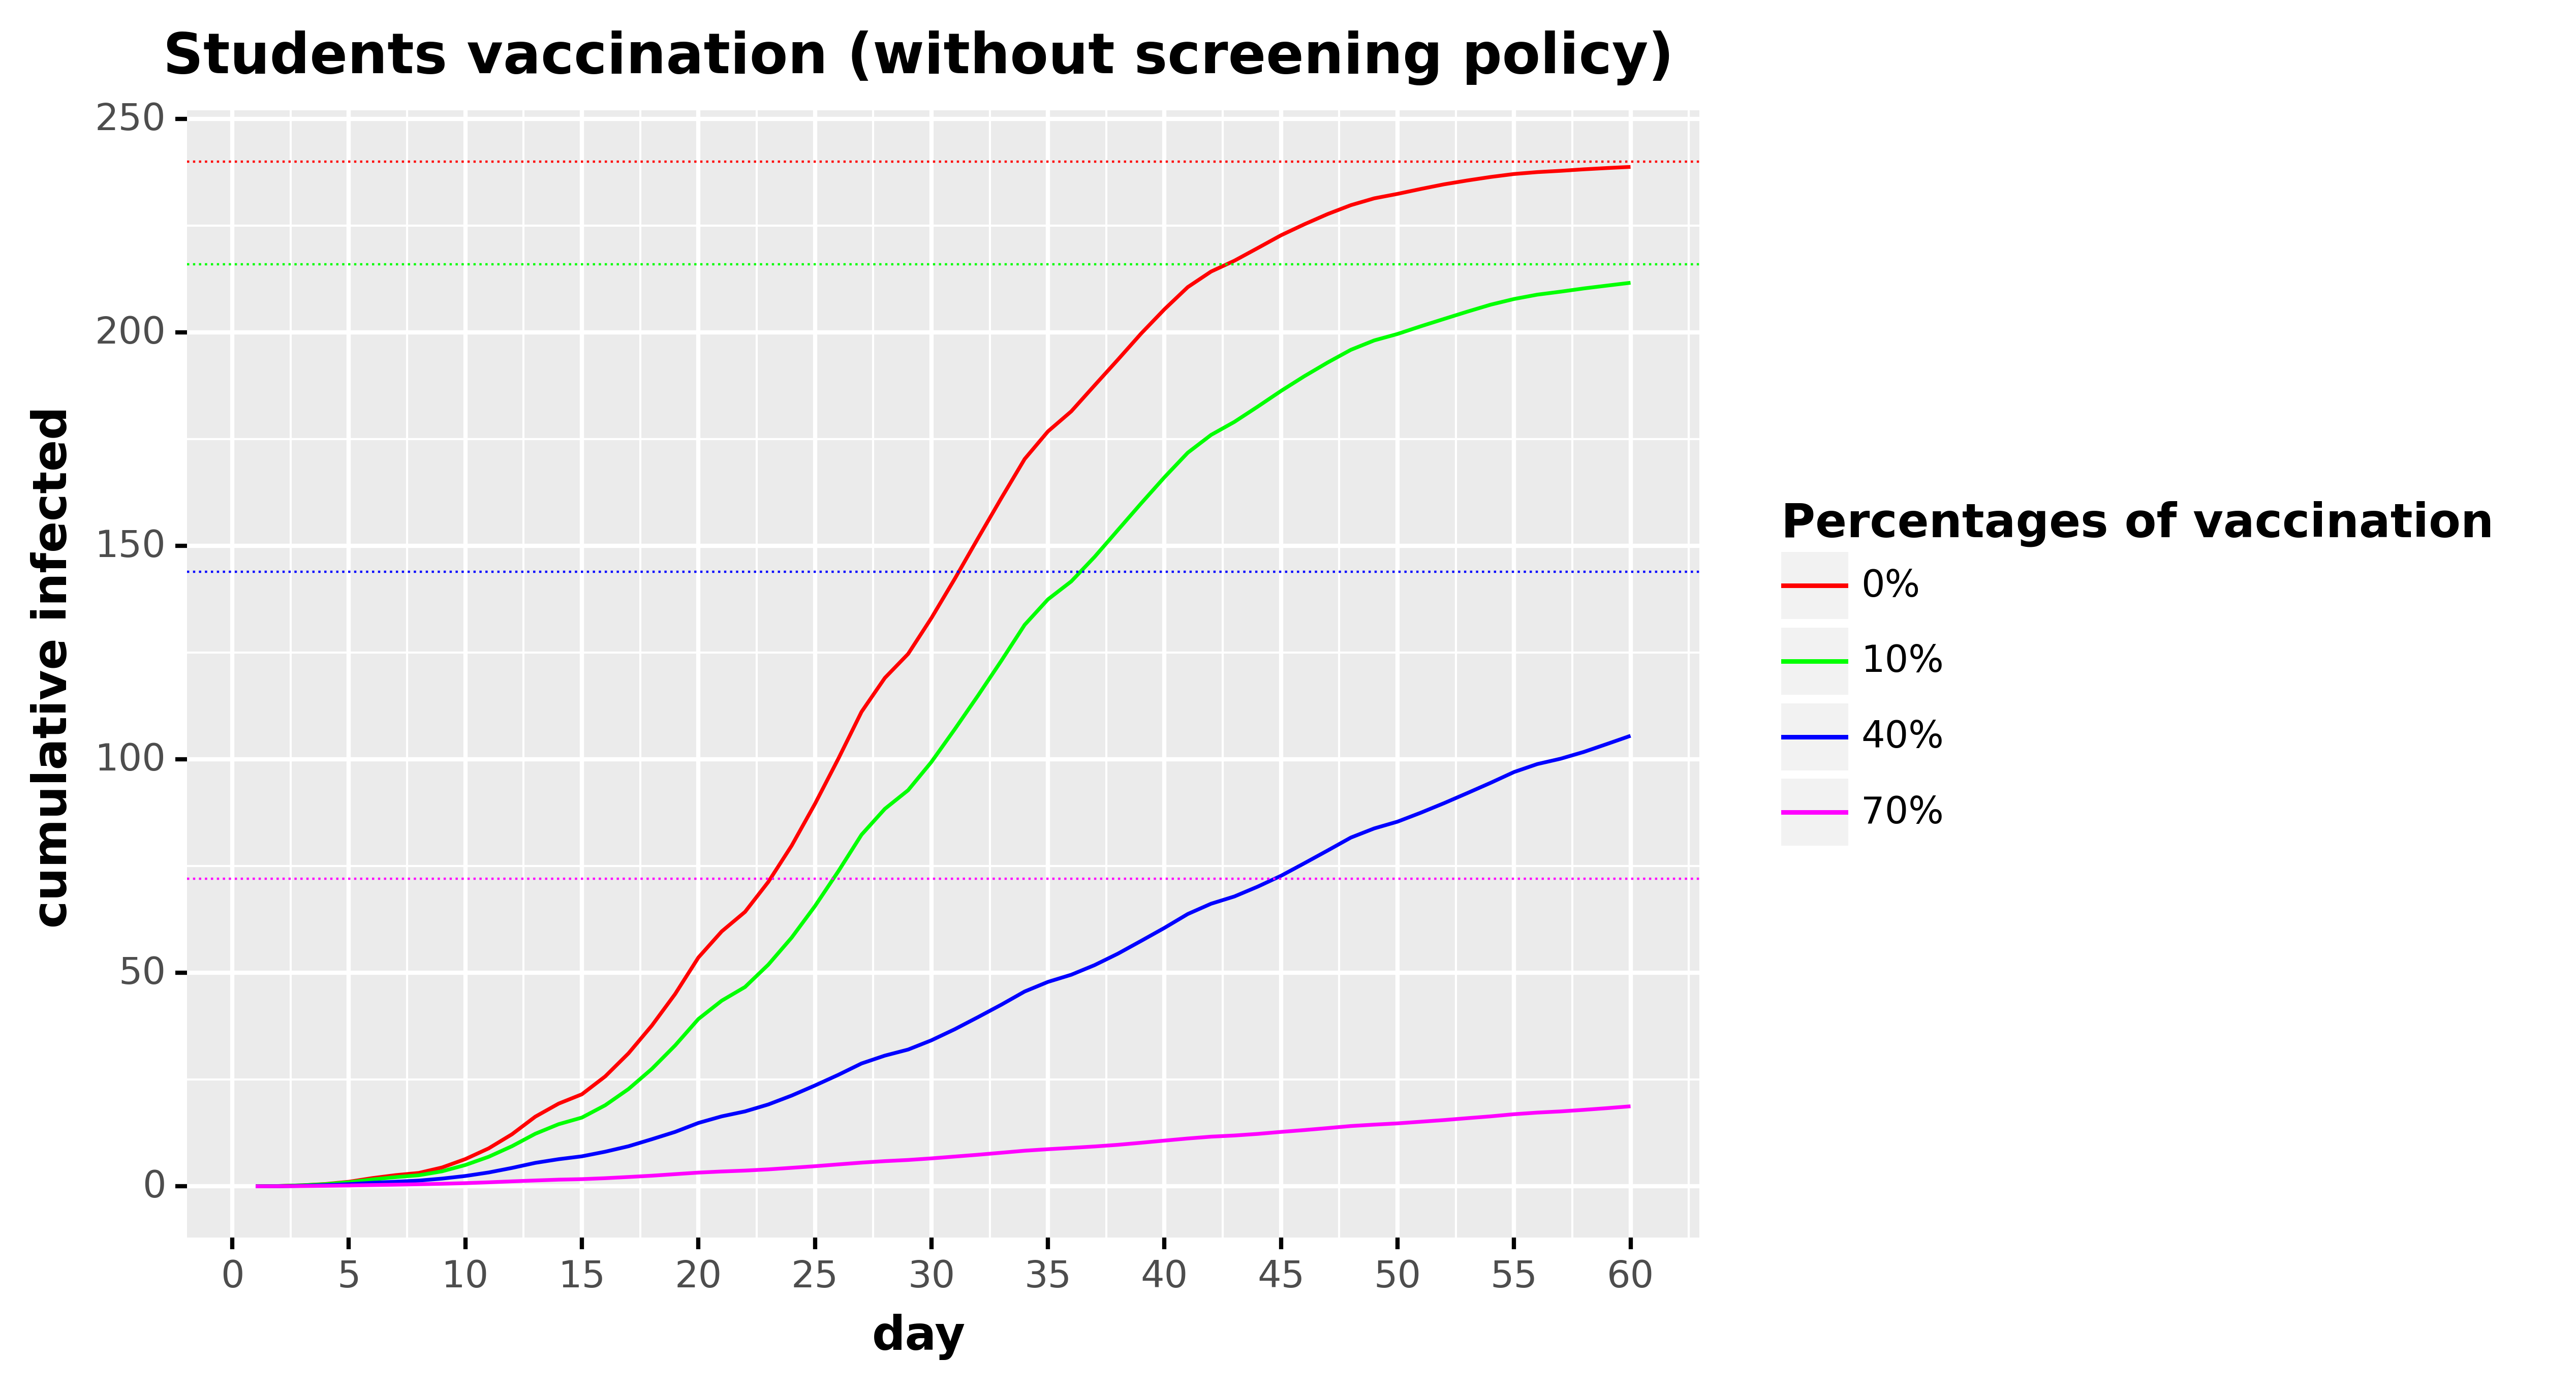 Students vaccination (without screening policy)
250
200
150
100
50
0
cumulative infected
0 5 10 15 20 25 30 35 40 45 50 55 60
day
Percentages of vaccination
0%
10%
40%
70%